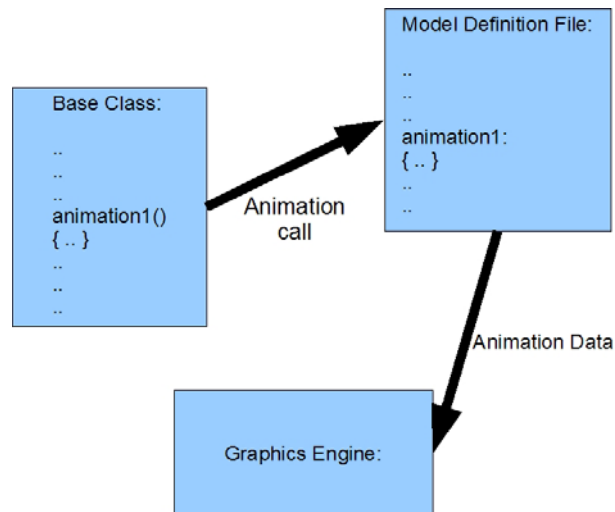 Base Class:
..
..
..
animation1()
{ .. }
..
..
..
Animation
call
Model Definition File:
..
..
..
animation1:
{ .. }
..
..
Animation Data
Graphics Engine: